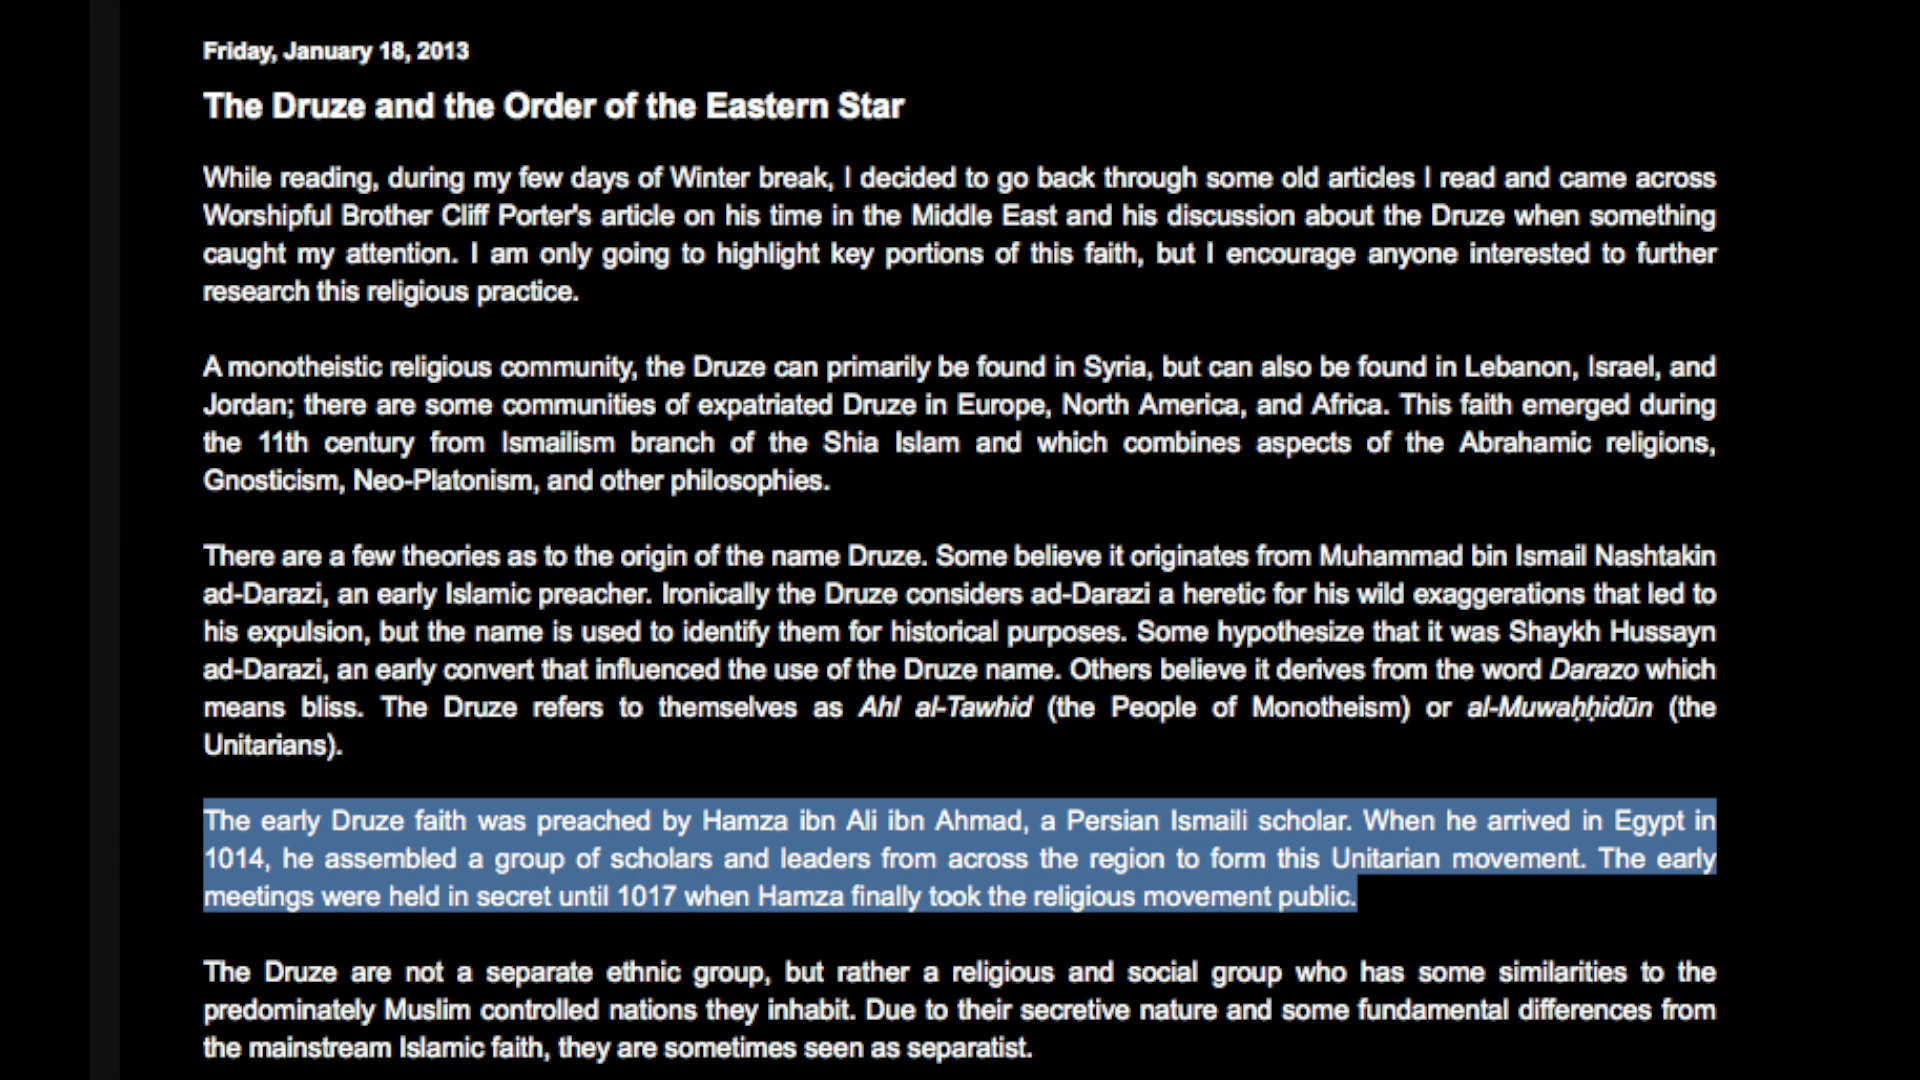 Friday, January 18, 2013
The Druze and the Order of the Eastern Star
While reading, during my few days of Winter break, I decided to go back through some old articles I read and came across
Worshipful Brother Cliff Porter's article on his time in the Middle East and his discussion about the Druze when something
caught my attention. I am only going to highlight key portions of this faith, but I encourage anyone interested to further
research this religious practice.
A monotheistic religious community, the Druze can primarily be found in Syria, but can also be found in Lebanon, Israel, and
Jordan; there are some communities of expatriated Druze in Europe, North America, and Africa. This faith emerged during
the 11th century from Ismailism branch of the Shia Islam and which combines aspects of the Abrahamic religions,
Gnosticism, Neo-Platonism, and other philosophies.
There are a few theories as to the origin of the name Druze. Some believe it originates from Muhammad bin Ismail Nashtakin
ad-Darazi, an early Islamic preacher. Ironically the Druze considers ad-Darazi a heretic for his wild exaggerations that led to
his expulsion, but the name is used to identify them for historical purposes. Some hypothesize that it was Shaykh Hussayn
ad-Darazi, an early convert that influenced the use of the Druze name. Others believe it derives from the word Darazo which
means bliss. The Druze refers to themselves as Ahl al-Tawhid (the People of Monotheism) or al-Muwaḥḥidūn (the
Unitarians).
The early Druze faith was preached by Hamza ibn Ali ibn Ahmad, a Persian Ismaili scholar. When he arrived in Egypt in
1014, he assembled a group of scholars and leaders from across the region to form this Unitarian movement. The early
meetings were held in secret until 1017 when Hamza finally took the religious movement public.
The Druze are not a separate ethnic group, but rather a religious and social group who has some similarities to the
predominately Muslim controlled nations they inhabit. Due to their secretive nature and some fundamental differences from
the mainstream Islamic faith, they are sometimes seen as separatist.